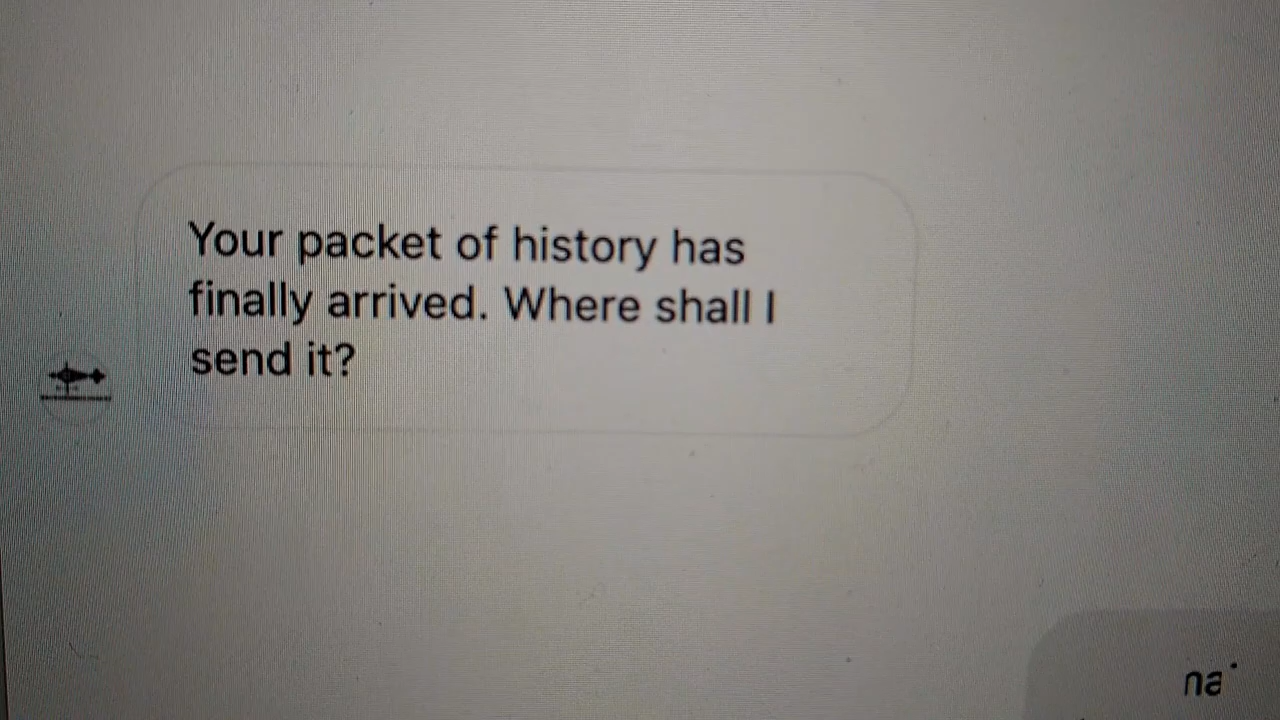 Your packet of history has
finally arrived. Where shall I
send it?